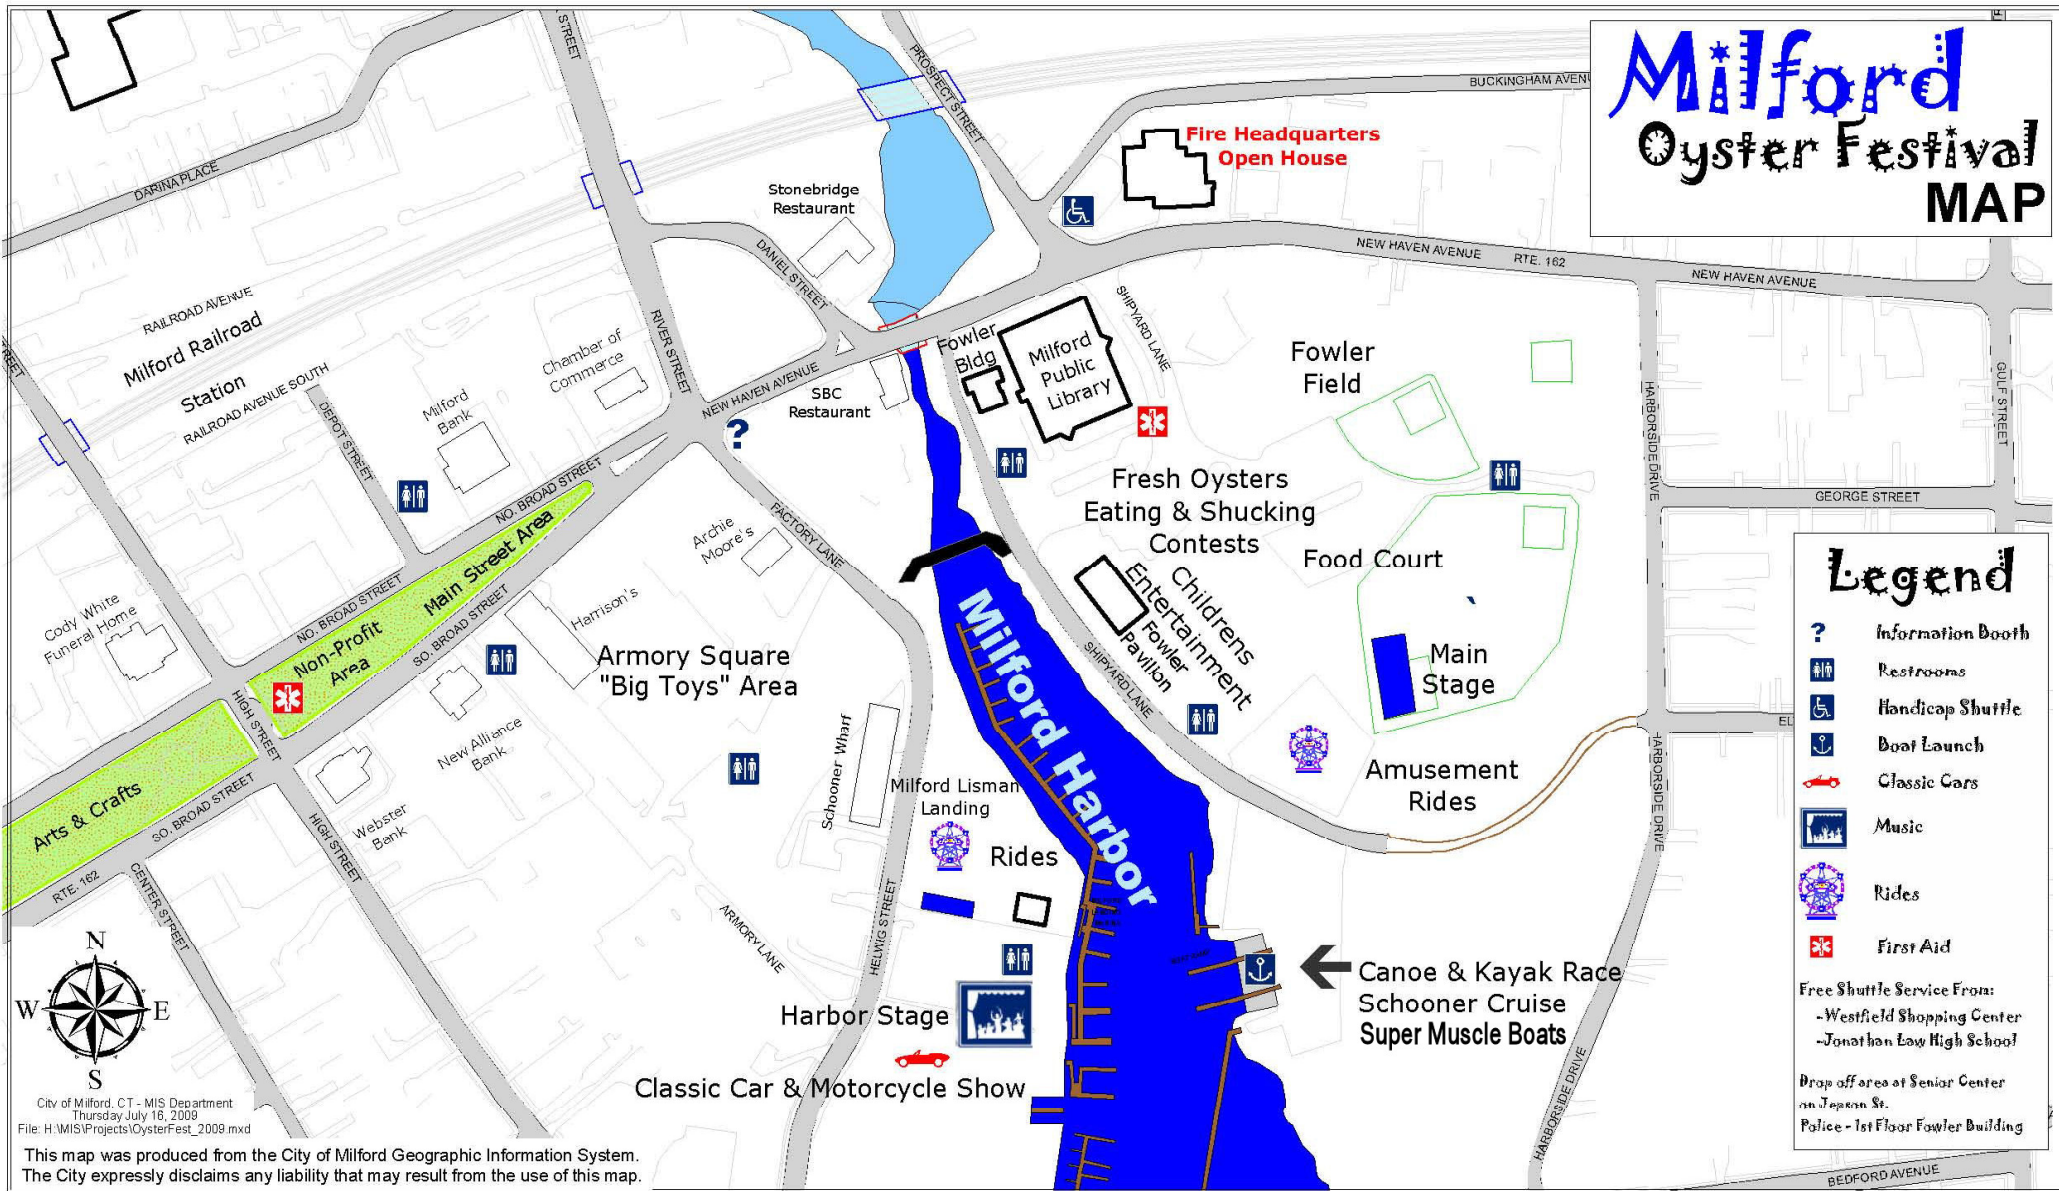 Milford
Oyster Festival
MAP
STREET
PROSPECT STREET
BUCKINGHAM AVENU
Fire Headquarters
Open House
DARINA PLACE
Stonebridge
Restaurant
DANIEL STREET
NEW HAVEN AVENUE
RTE. 162
NEW HAVEN AVENUE
RAILROAD AVENUE
Milford Railroad
Station
RAILROAD AVENUE SOUTH
DEPOT STREET
RIVER STREET
Chamber of
Commerce
Milford
Bank
NEW HAVEN AVENUE
SBC
Restaurant
Fowler
Bldg
Milford
Public
Library
SHIPYARD LANE
Fowler
Field
HARBORSIDE DRIVE
GULF STREET
GEORGE STREET
?
NO. BROAD STREET
Main Street Area
FACTORY LANE
Archie
Moore's
Fresh Oysters
Eating & Shucking
Contests
Food Court
Childrens
Entertainment
Fowler
Pavilion
SHIPYARD LANE
Main
Stage
Cody White
Funeral Home
NO. BROAD STREET
Non-Profit
Area
SO. BROAD STREET
Harrison's
Armory Square
"Big Toys" Area
Milford Harbor
HIGH STREET
New Alliance
Bank
Schooner Wharf
Milford Lisman
Landing
Rides
Amusement
Rides
EL
HARBORSIDE DRIVE
Arts & Crafts
SO. BROAD STREET
RTE. 162
CENTER STREET
HIGH STREET
Webster
Bank
ARMORY LANE
HELWIG STREET
Harbor Stage
Classic Car & Motorcycle Show
Canoe & Kayak Race
Schooner Cruise
Super Muscle Boats
HARBORSIDE DRIVE
BEDFORD AVENUE
Legend
? Information Booth
Restrooms
Handicap Shuttle
Boat Launch
Classic Cars
Music
Rides
First Aid
Free Shuttle Service From:
-Westfield Shopping Center
-Jonathan Law High School
Drop off area at Senior Center
on Jepson St.
Police - 1st Floor Fowler Building
N
W E
S
City of Milford, CT - MIS Department
Thursday July 16, 2009
File: H:\MIS\Projects\OysterFest_2009.mxd
This map was produced from the City of Milford Geographic Information System.
The City expressly disclaims any liability that may result from the use of this map.